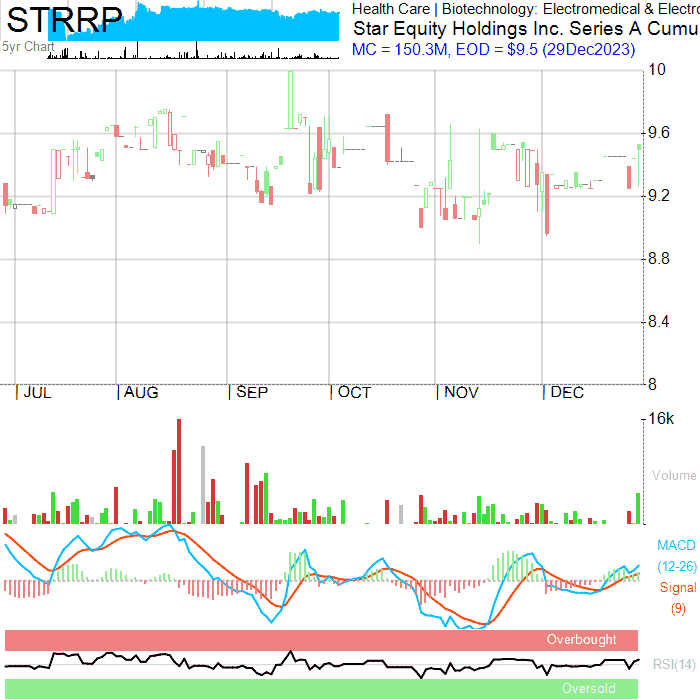 STRRP
5yr Chart
Health Care | Biotechnology: Electromedical & Electro
Star Equity Holdings Inc. Series A Cumu
MC = 150.3M, EOD = $9.5 (29Dec2023)
10
9.6
9.2
8.8
8.4
8
JUL AUG SEP OCT NOV DEC
16k
Volume
MACD
(12-26)
Signal
(9)
Overbought
RSI(14)
Oversold